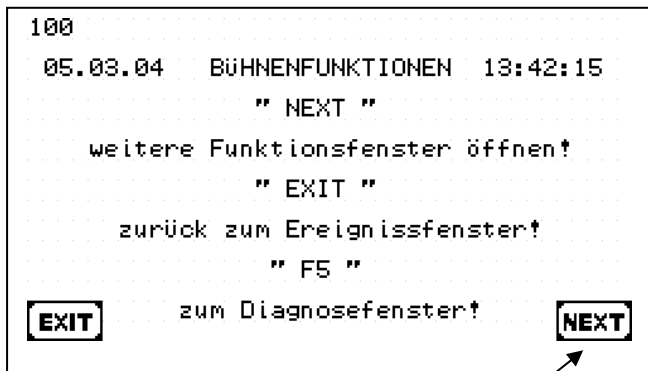 100
05.03.04 BÜHNENFUNKTIONEN 13:42:15
" NEXT "
weitere Funktionsfenster öffnen!
" EXIT "
zurück zum Ereignissfenster!
" F5 "
zum Diagnosefenster!
EXIT NEXT